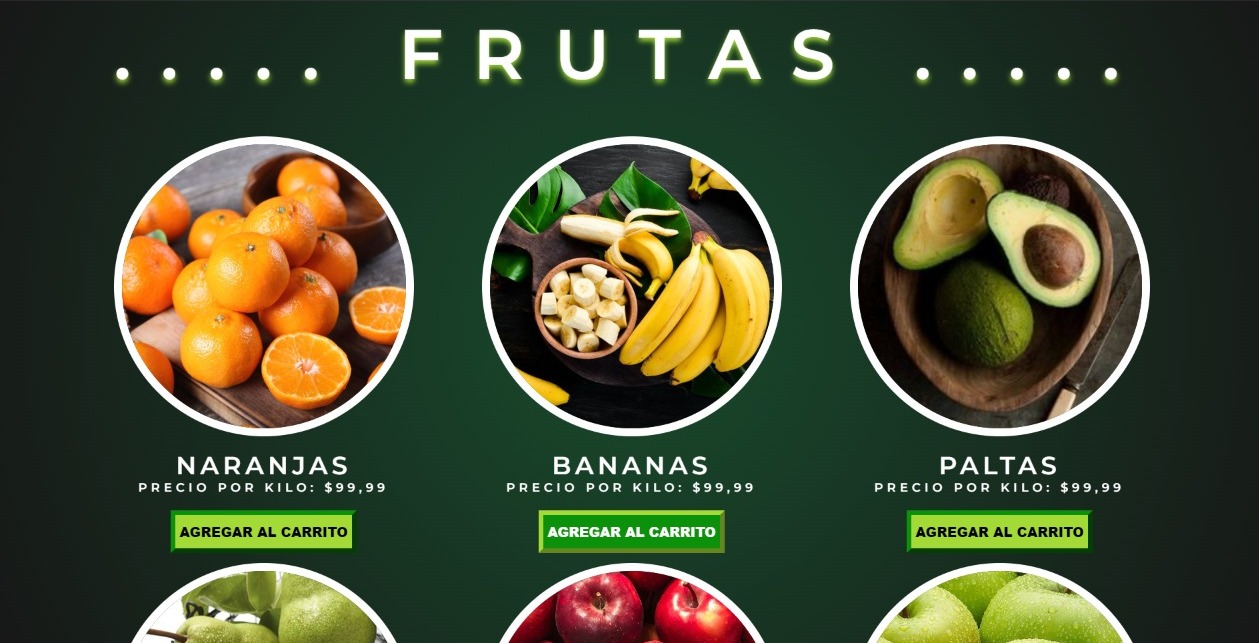 ..... FRUTAS .....
NARANJAS
PRECIO POR KILO: $99,99
AGREGAR AL CARRITO
BANANAS
PRECIO POR KILO: $99,99
AGREGAR AL CARRITO
PALTAS
PRECIO POR KILO: $99,99
AGREGAR AL CARRITO